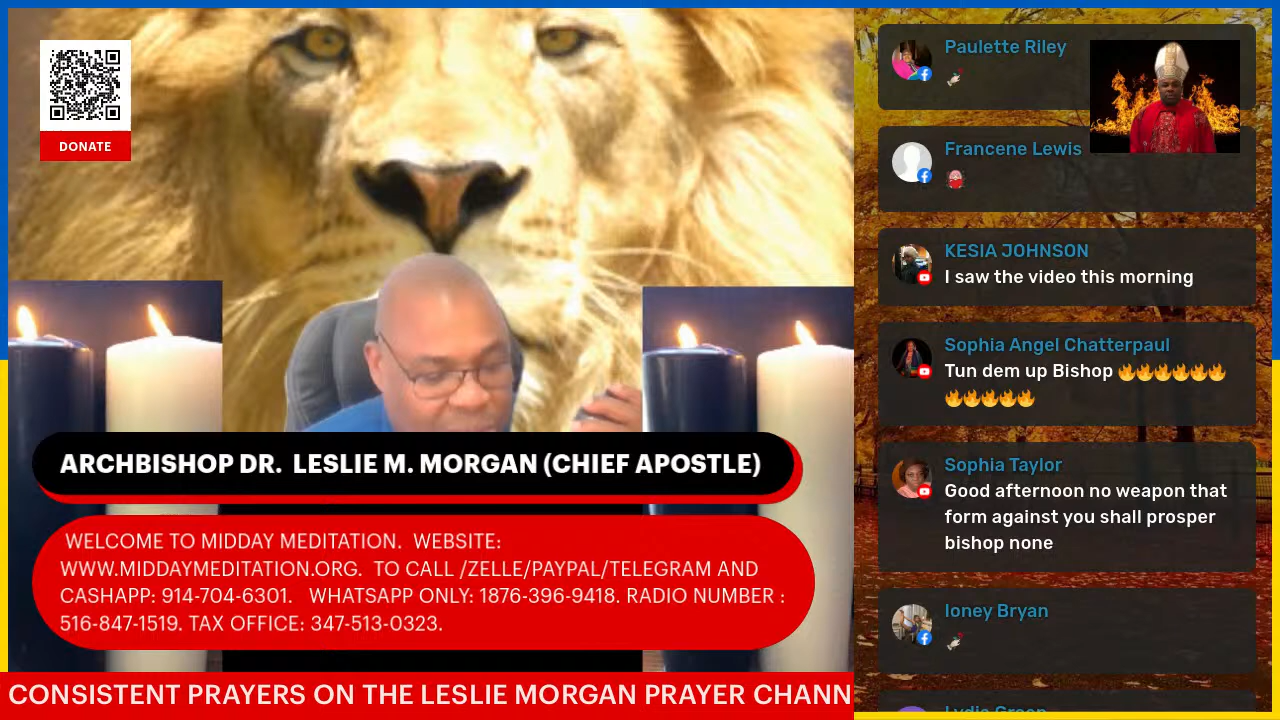 DONATE
ARCHBISHOP DR. LESLIE M. MORGAN (CHIEF APOSTLE)
WELCOME TO MIDDAY MEDITATION. WEBSITE:
WWW.MIDDAYMEDITATION.ORG. TO CALL /ZELLE/PAYPAL/TELEGRAM AND
CASHAPP: 914-704-6301. WHATSAPP ONLY: 1876-396-9418. RADIO NUMBER :
516-847-1519. TAX OFFICE: 347-513-0323.
CONSISTENT PRAYERS ON THE LESLIE MORGAN PRAYER CHANN
Paulette Riley
Francene Lewis
KESIA JOHNSON
I saw the video this morning
Sophia Angel Chatterpaul
Tun dem up Bishop 🔥🔥🔥🔥🔥🔥
🔥🔥🔥🔥🔥
Sophia Taylor
Good afternoon no weapon that
form against you shall prosper
bishop none
Ioney Bryan